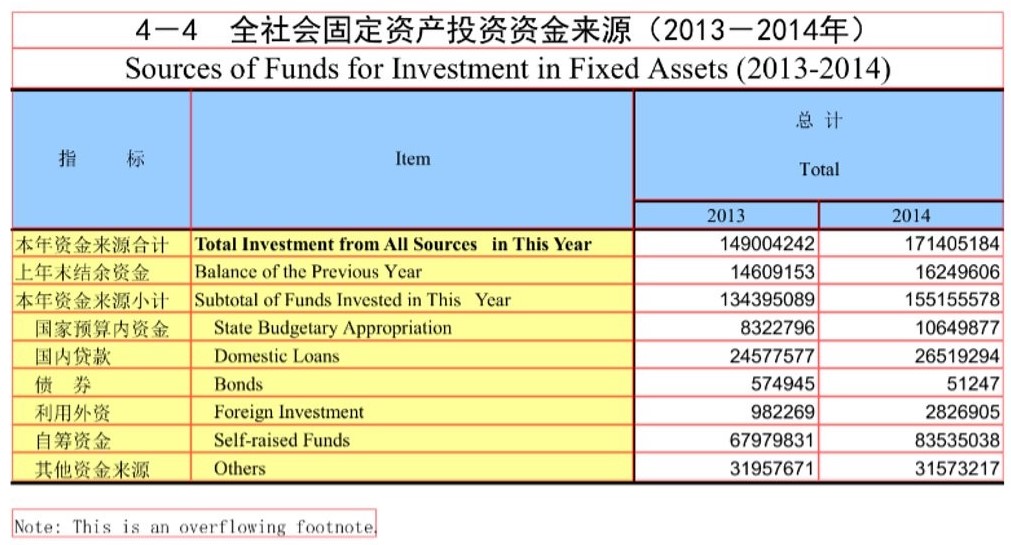 4－4 全社会固定资产投资资金来源（2013－2014年）
Sources of Funds for Investment in Fixed Assets (2013-2014)
指 标 Item 总 计
Total
2013 2014
本年资金来源合计 Total Investment from All Sources in This Year 149004242 171405184
上年末结余资金 Balance of the Previous Year 14609153 16249606
本年资金来源小计 Subtotal of Funds Invested in This Year 134395089 155155578
国家预算内资金 State Budgetary Appropriation 8322796 10649877
国内贷款 Domestic Loans 24577577 26519294
债 券 Bonds 574945 51247
利用外资 Foreign Investment 982269 2826905
自筹资金 Self-raised Funds 67979831 83535038
其他资金来源 Others 31957671 31573217
Note: This is an overflowing footnote.